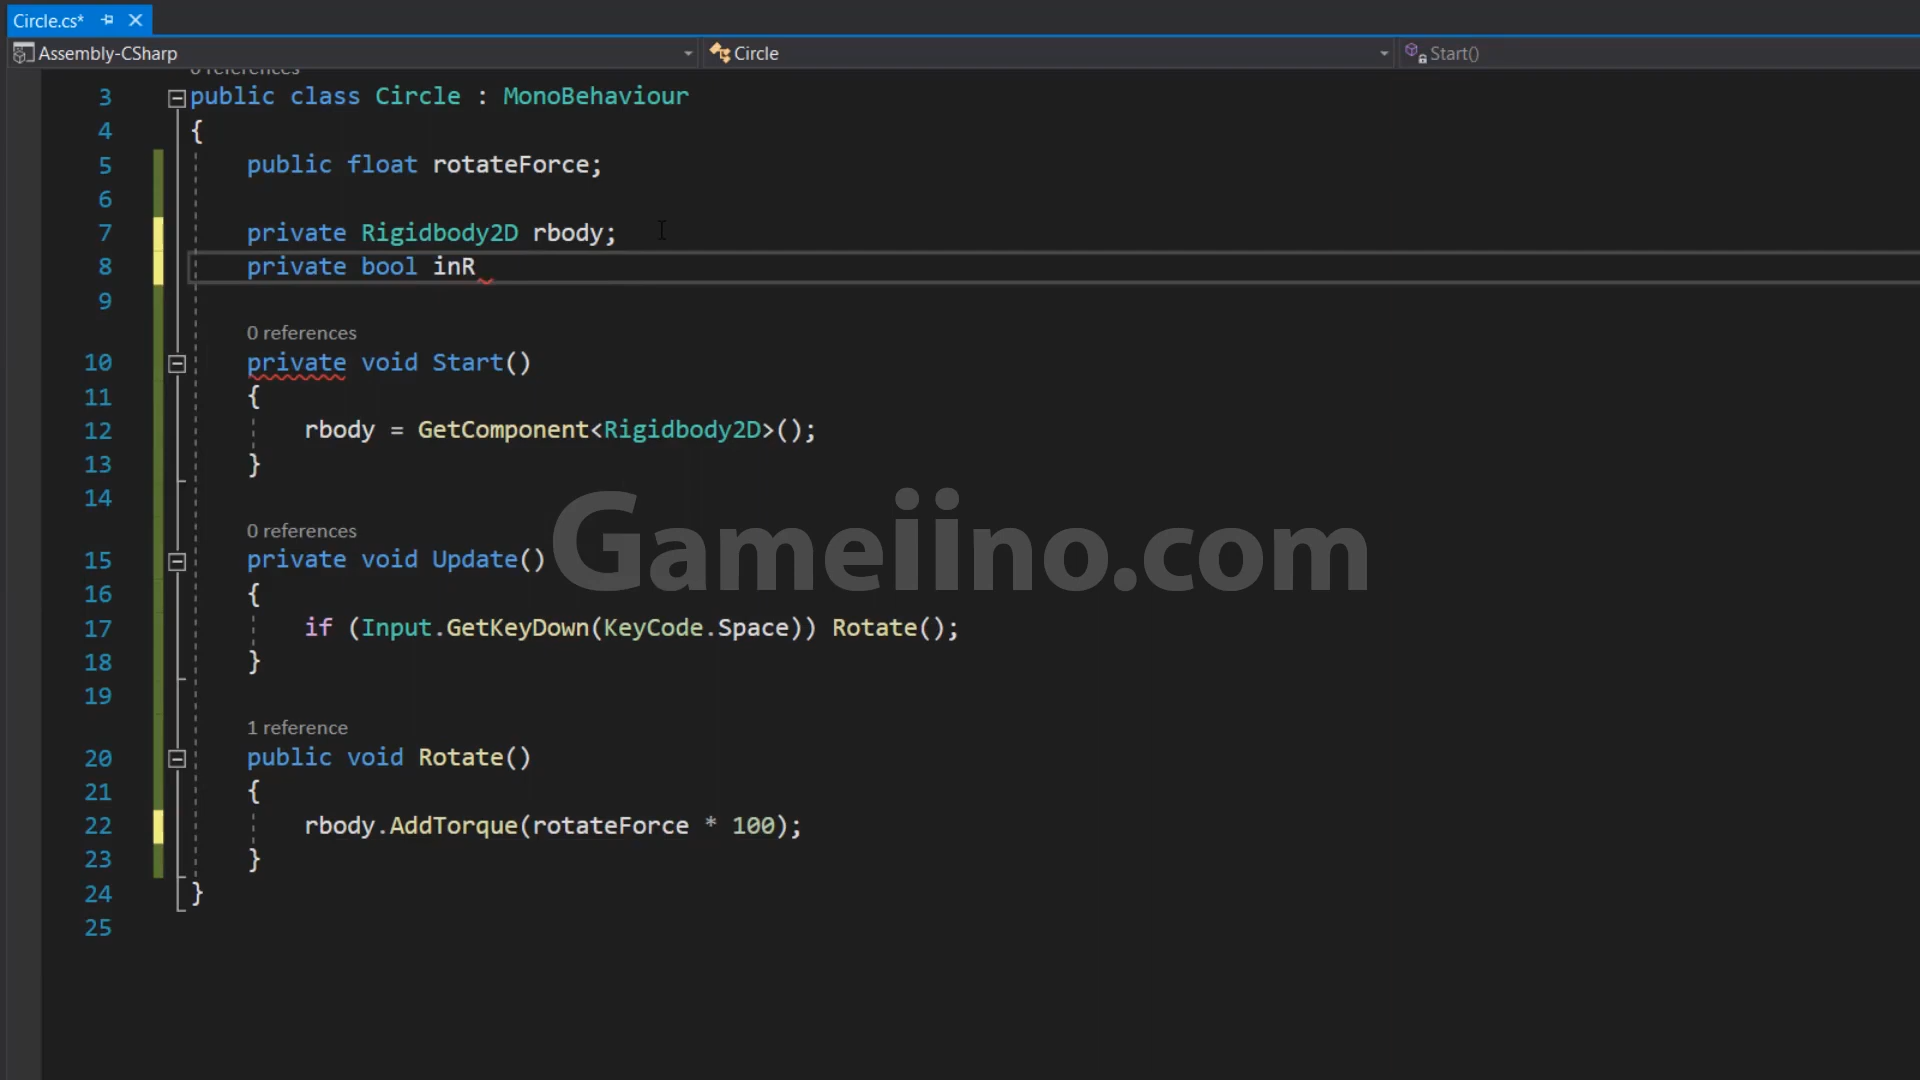 Circle.cs*
Assembly-CSharp
Circle
Start()
0 references
3 public class Circle : MonoBehaviour
4 {
5 public float rotateForce;
6
7 private Rigidbody2D rbody;
8 private bool inR
9
0 references
10 private void Start()
11 {
12 rbody = GetComponent<Rigidbody2D>();
13 }
14
0 references
15 private void Update()
16 {
17 if (Input.GetKeyDown(KeyCode.Space)) Rotate();
18 }
19
1 reference
20 public void Rotate()
21 {
22 rbody.AddTorque(rotateForce * 100);
23 }
24 }
25
Gameiino.com